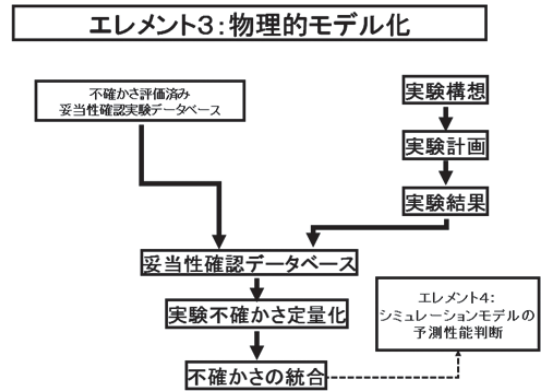 エレメント3：物理的モデル化
不確かさ評価済み
妥当性確認実験データベース
実験構想
実験計画
実験結果
妥当性確認データベース
実験不確かさ定量化
不確かさの統合
エレメント4：
シミュレーションモデルの
予測性能判断